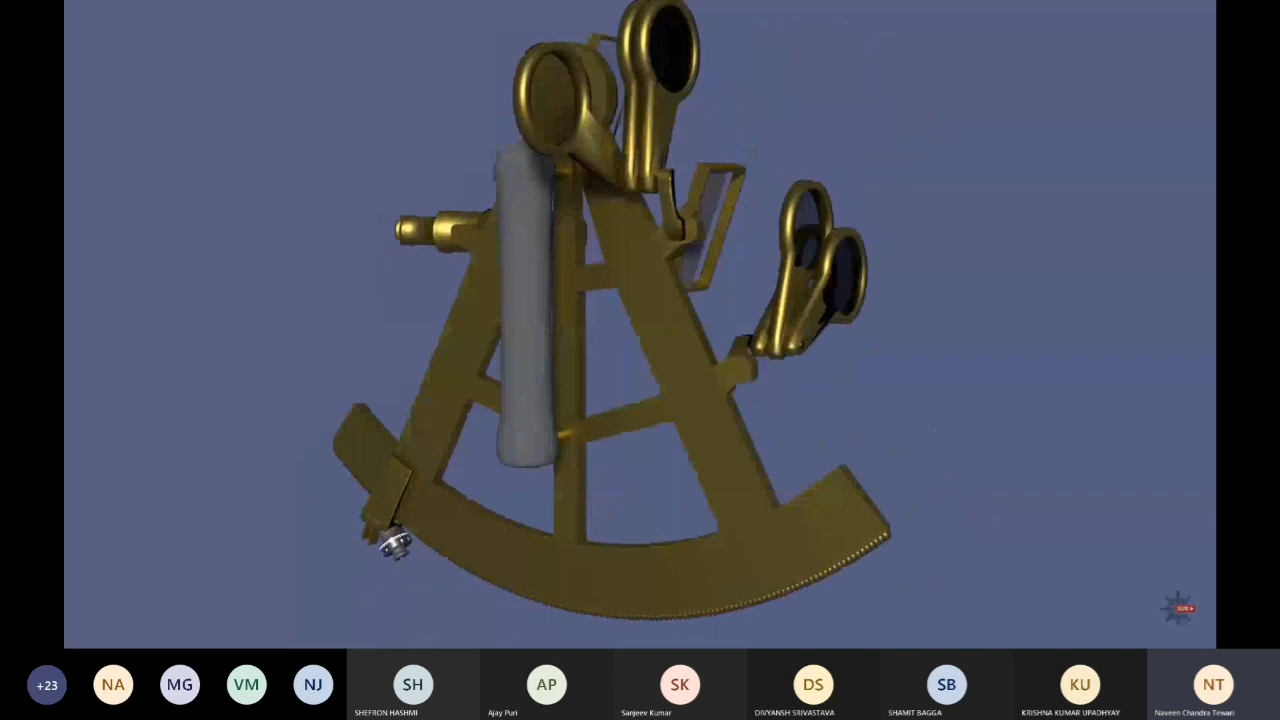 SUB
+23
NA
MG
VM
NJ
SH
AP
SK
DS
SB
KU
NT
SHEFRON HASHMI
Ajay Puri
Sanjeev Kumar
DIVYANSH SRIVASTAVA
SHAMIT BAGGA
KRISHNA KUMAR UPADHYAY
Naveen Chandra Tewari